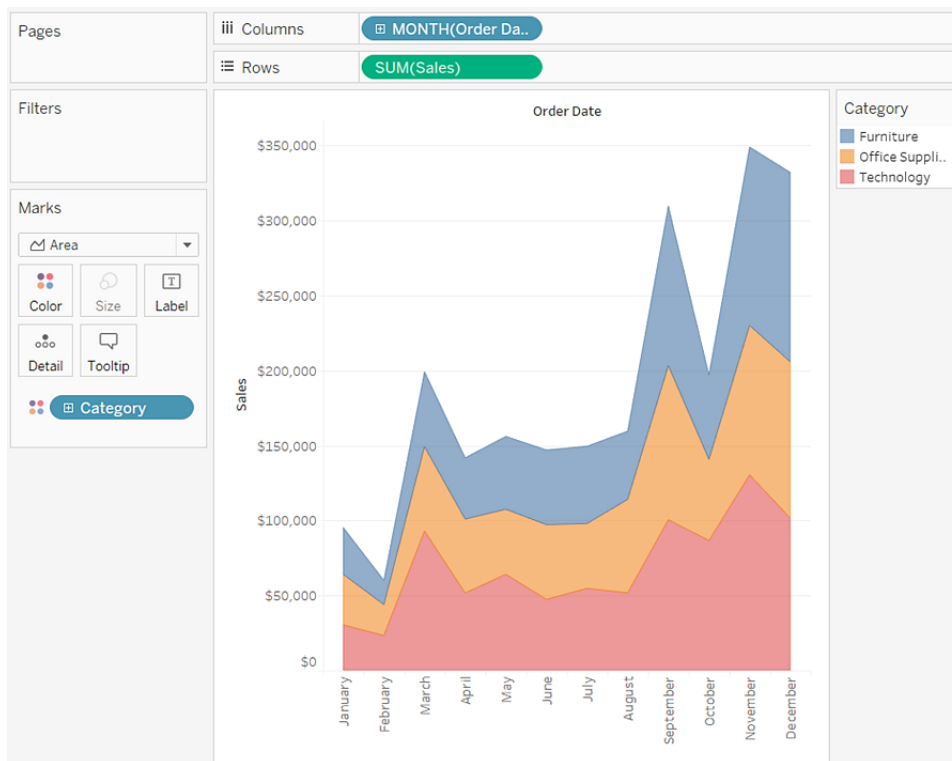 Pages
Columns
MONTH(Order Da..
Rows
SUM(Sales)
Filters
Marks
Area
Color
Size
T
Label
Detail
Tooltip
Category
Order Date
$350,000
$300,000
$250,000
$200,000
$150,000
$100,000
$50,000
$0
Sales
January
February
March
April
May
June
July
August
September
October
November
December
Category
Furniture
Office Suppli..
Technology